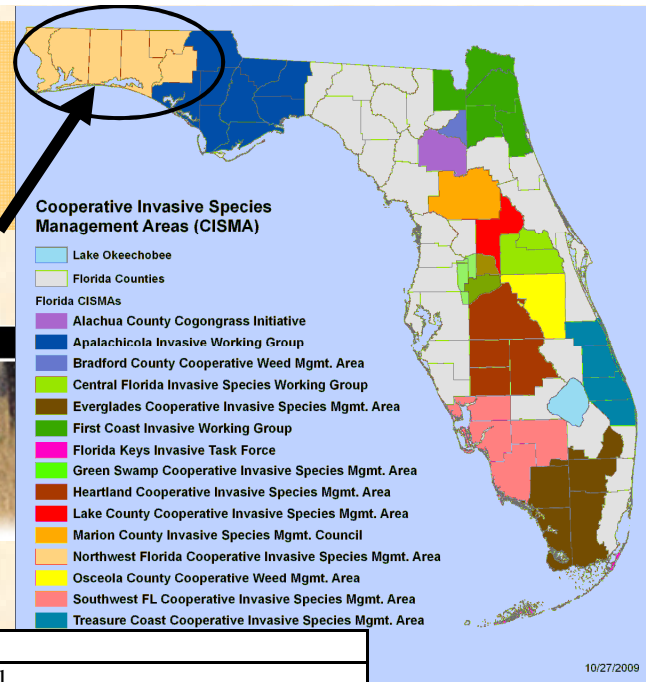 Cooperative Invasive Species
Management Areas (CISMA)
Lake Okeechobee
Florida Counties
Florida CISMAs
Alachua County Cogongrass Initiative
Apalachicola Invasive Working Group
Bradford County Cooperative Weed Mgmt. Area
Central Florida Invasive Species Working Group
Everglades Cooperative Invasive Species Mgmt. Area
First Coast Invasive Working Group
Florida Keys Invasive Task Force
Green Swamp Cooperative Invasive Species Mgmt. Area
Heartland Cooperative Invasive Species Mgmt. Area
Lake County Cooperative Invasive Species Mgmt. Area
Marion County Invasive Species Mgmt. Council
Northwest Florida Cooperative Invasive Species Mgmt. Area
Osceola County Cooperative Weed Mgmt. Area
Southwest FL Cooperative Invasive Species Mgmt. Area
Treasure Coast Cooperative Invasive Species Mgmt. Area
10/27/2009